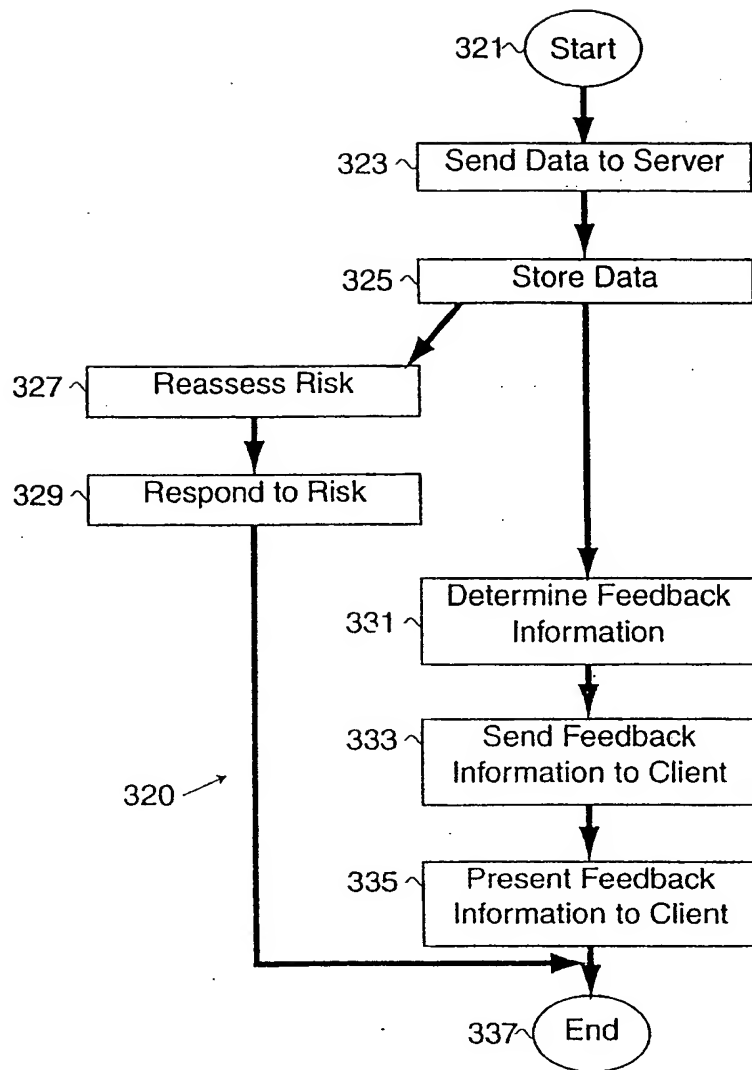 321 Start
323 Send Data to Server
325 Store Data
327 Reassess Risk
329 Respond to Risk
331 Determine Feedback
Information
333 Send Feedback
Information to Client
320
335 Present Feedback
Information to Client
337 End